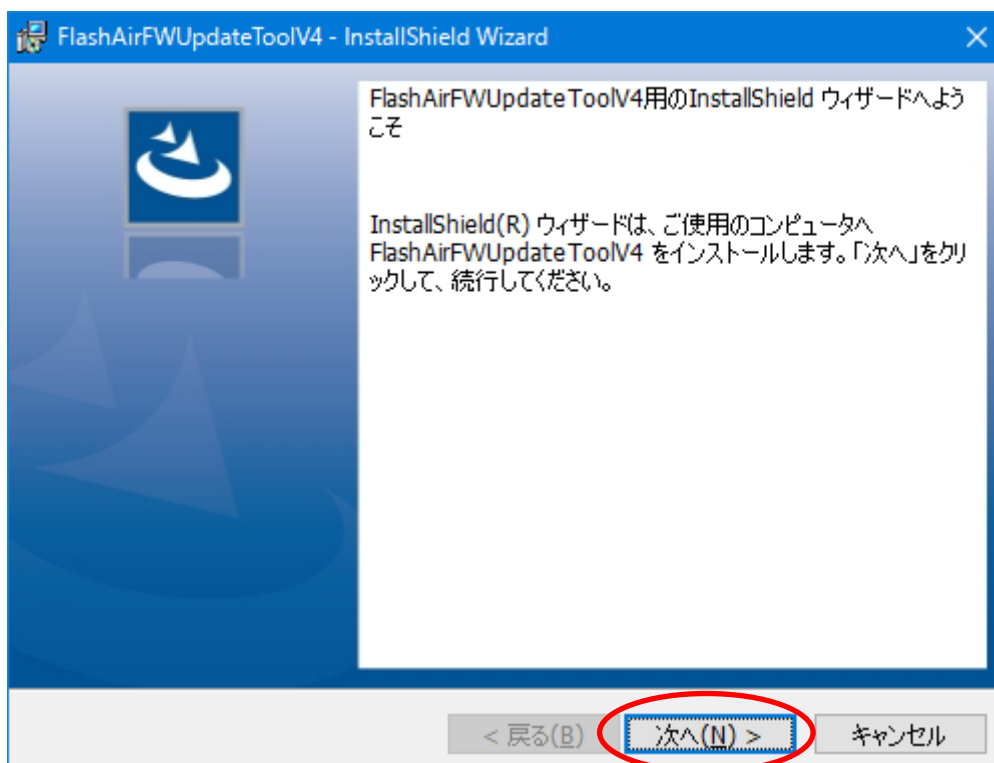 FlashAirFWUpdateToolV4 - InstallShield Wizard
FlashAirFWUpdateToolV4用のInstallShield ウィザードへよう
こそ
InstallShield(R) ウィザードは、ご使用のコンピュータへ
FlashAirFWUpdateToolV4 をインストールします。「次へ」をクリ
ックして、続行してください。
< 戻る(B) 次へ(N) > キャンセル